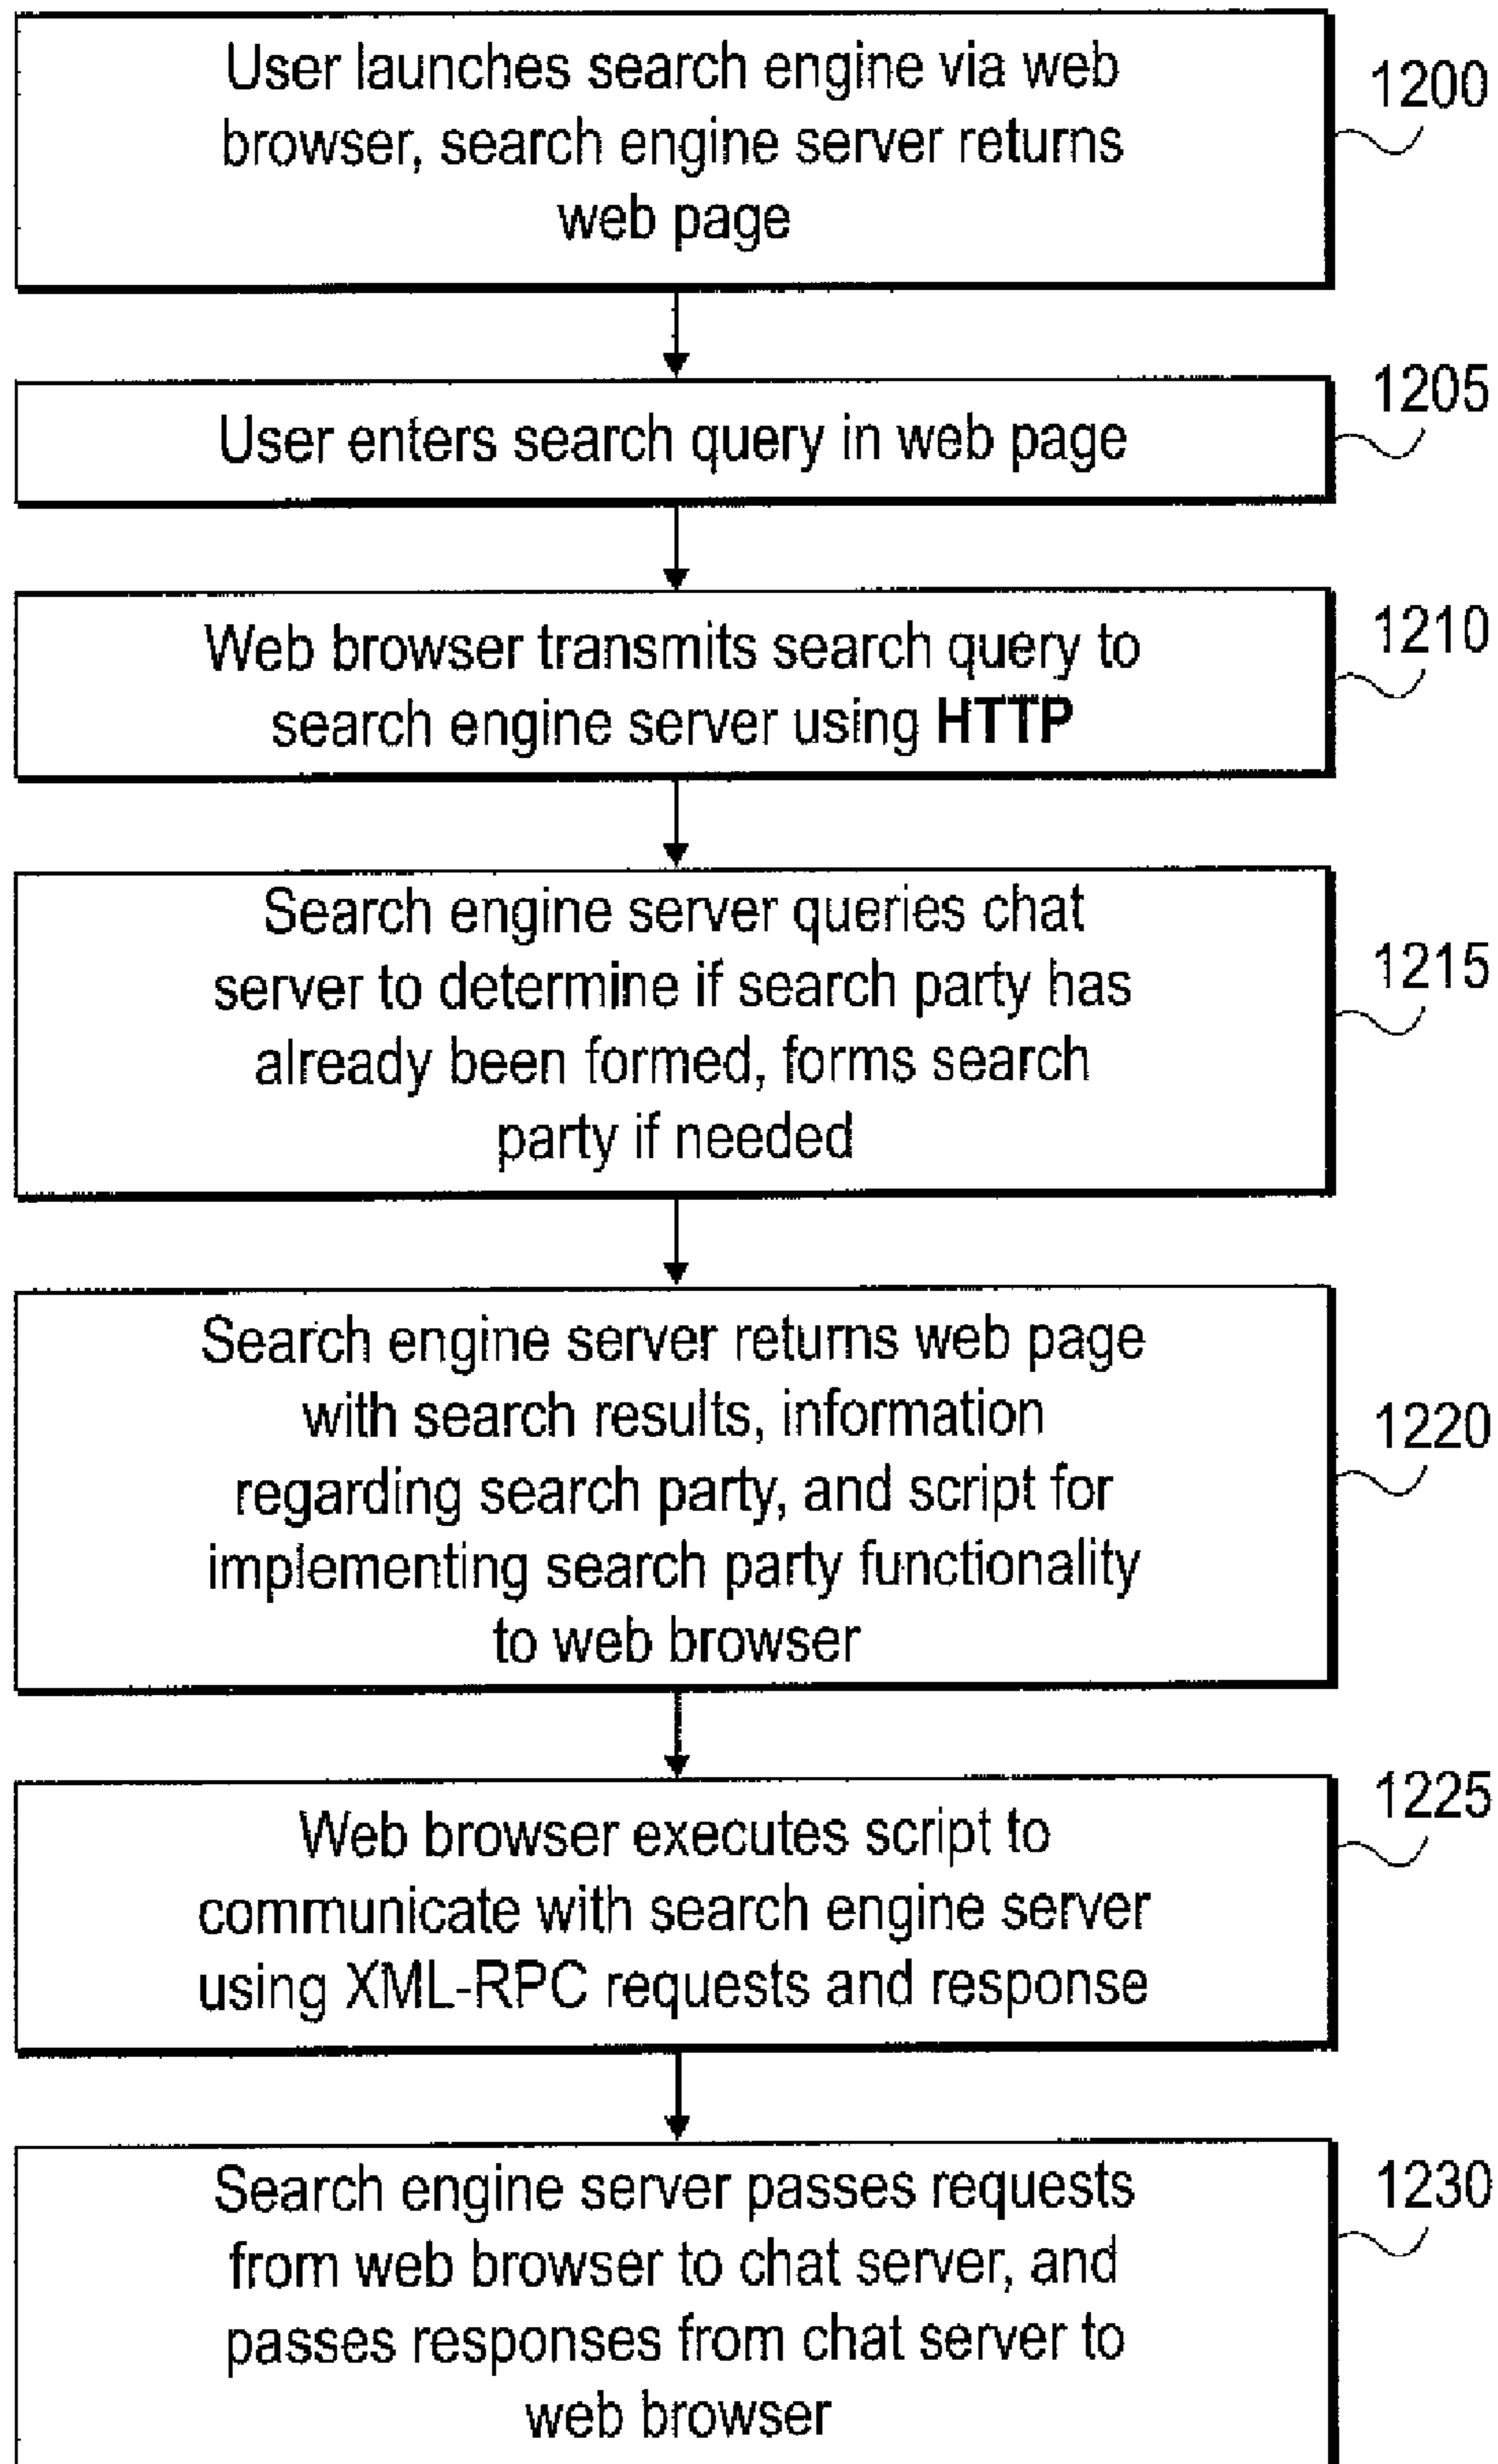 User launches search engine via web
browser, search engine server returns
web page
1200
User enters search query in web page
1205
Web browser transmits search query to
search engine server using HTTP
1210
Search engine server queries chat
server to determine if search party has
already been formed, forms search
party if needed
1215
Search engine server returns web page
with search results, information
regarding search party, and script for
implementing search party functionality
to web browser
1220
Web browser executes script to
communicate with search engine server
using XML-RPC requests and response
1225
Search engine server passes requests
from web browser to chat server, and
passes responses from chat server to
web browser
1230